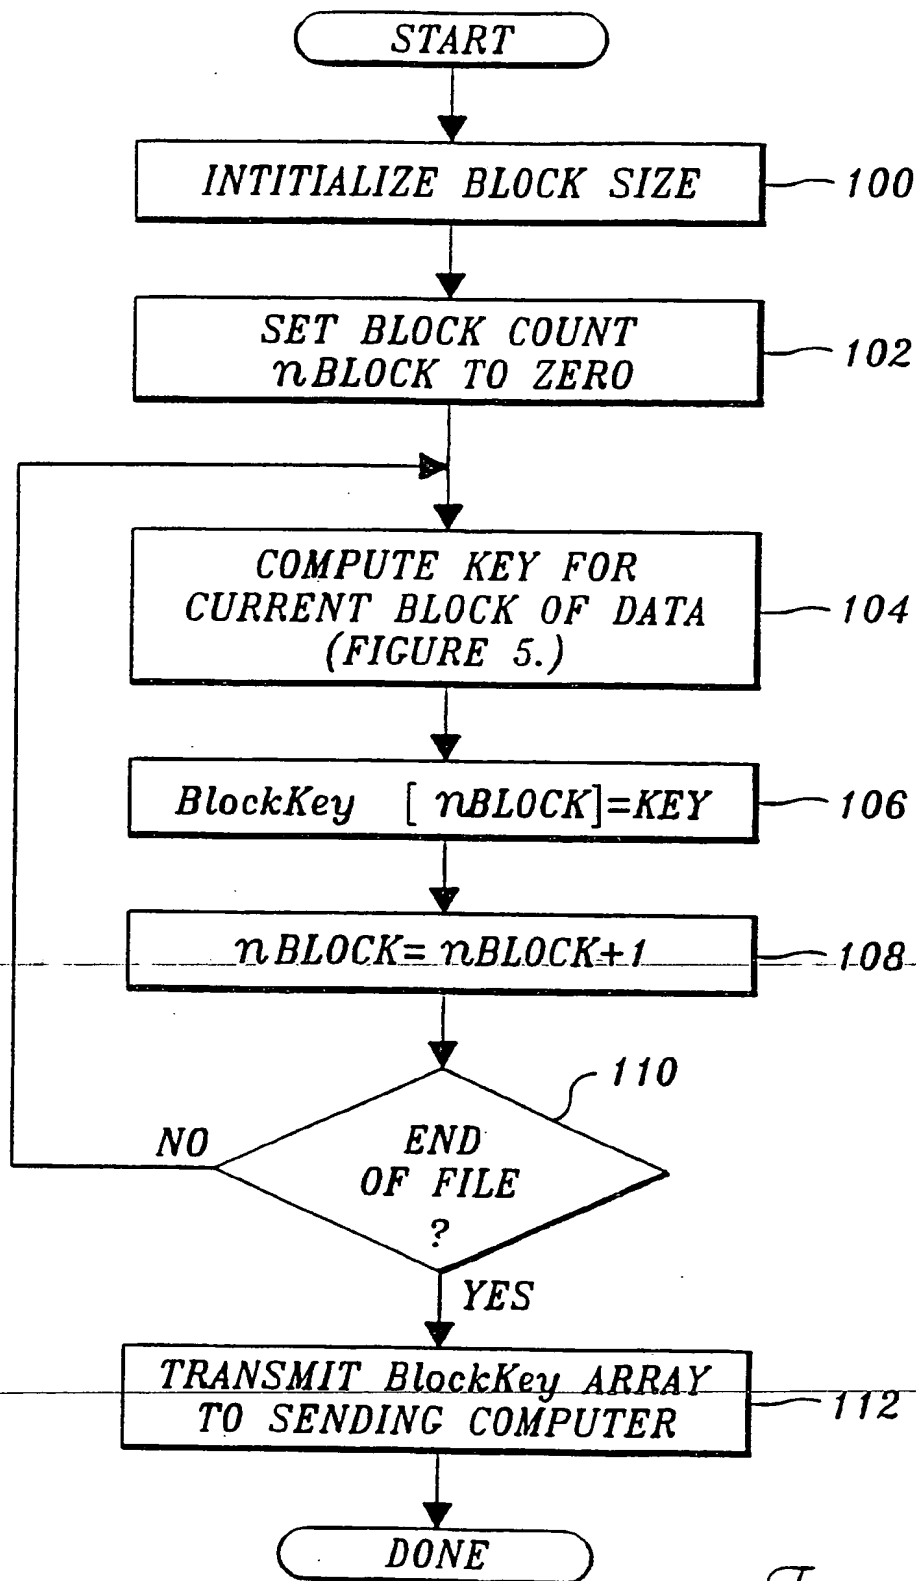 START
INTITIALIZE BLOCK SIZE
100
SET BLOCK COUNT
nBLOCK TO ZERO
102
COMPUTE KEY FOR
CURRENT BLOCK OF DATA
(FIGURE 5.)
104
BlockKey [ nBLOCK]=KEY
106
nBLOCK= nBLOCK+1
108
110
END
OF FILE
?
NO
YES
TRANSMIT BlockKey ARRAY
TO SENDING COMPUTER
112
DONE